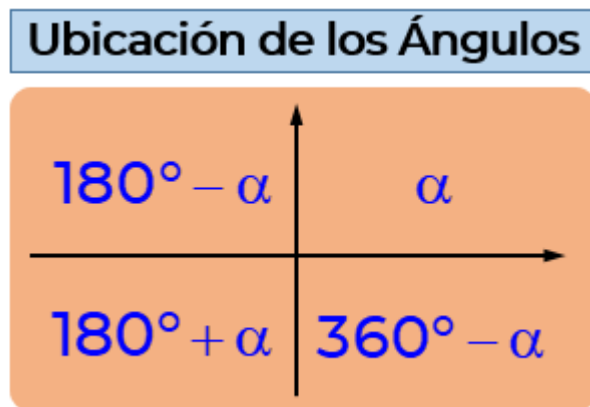 Ubicación de los Ángulos
180° − α
α
180° + α
360° − α